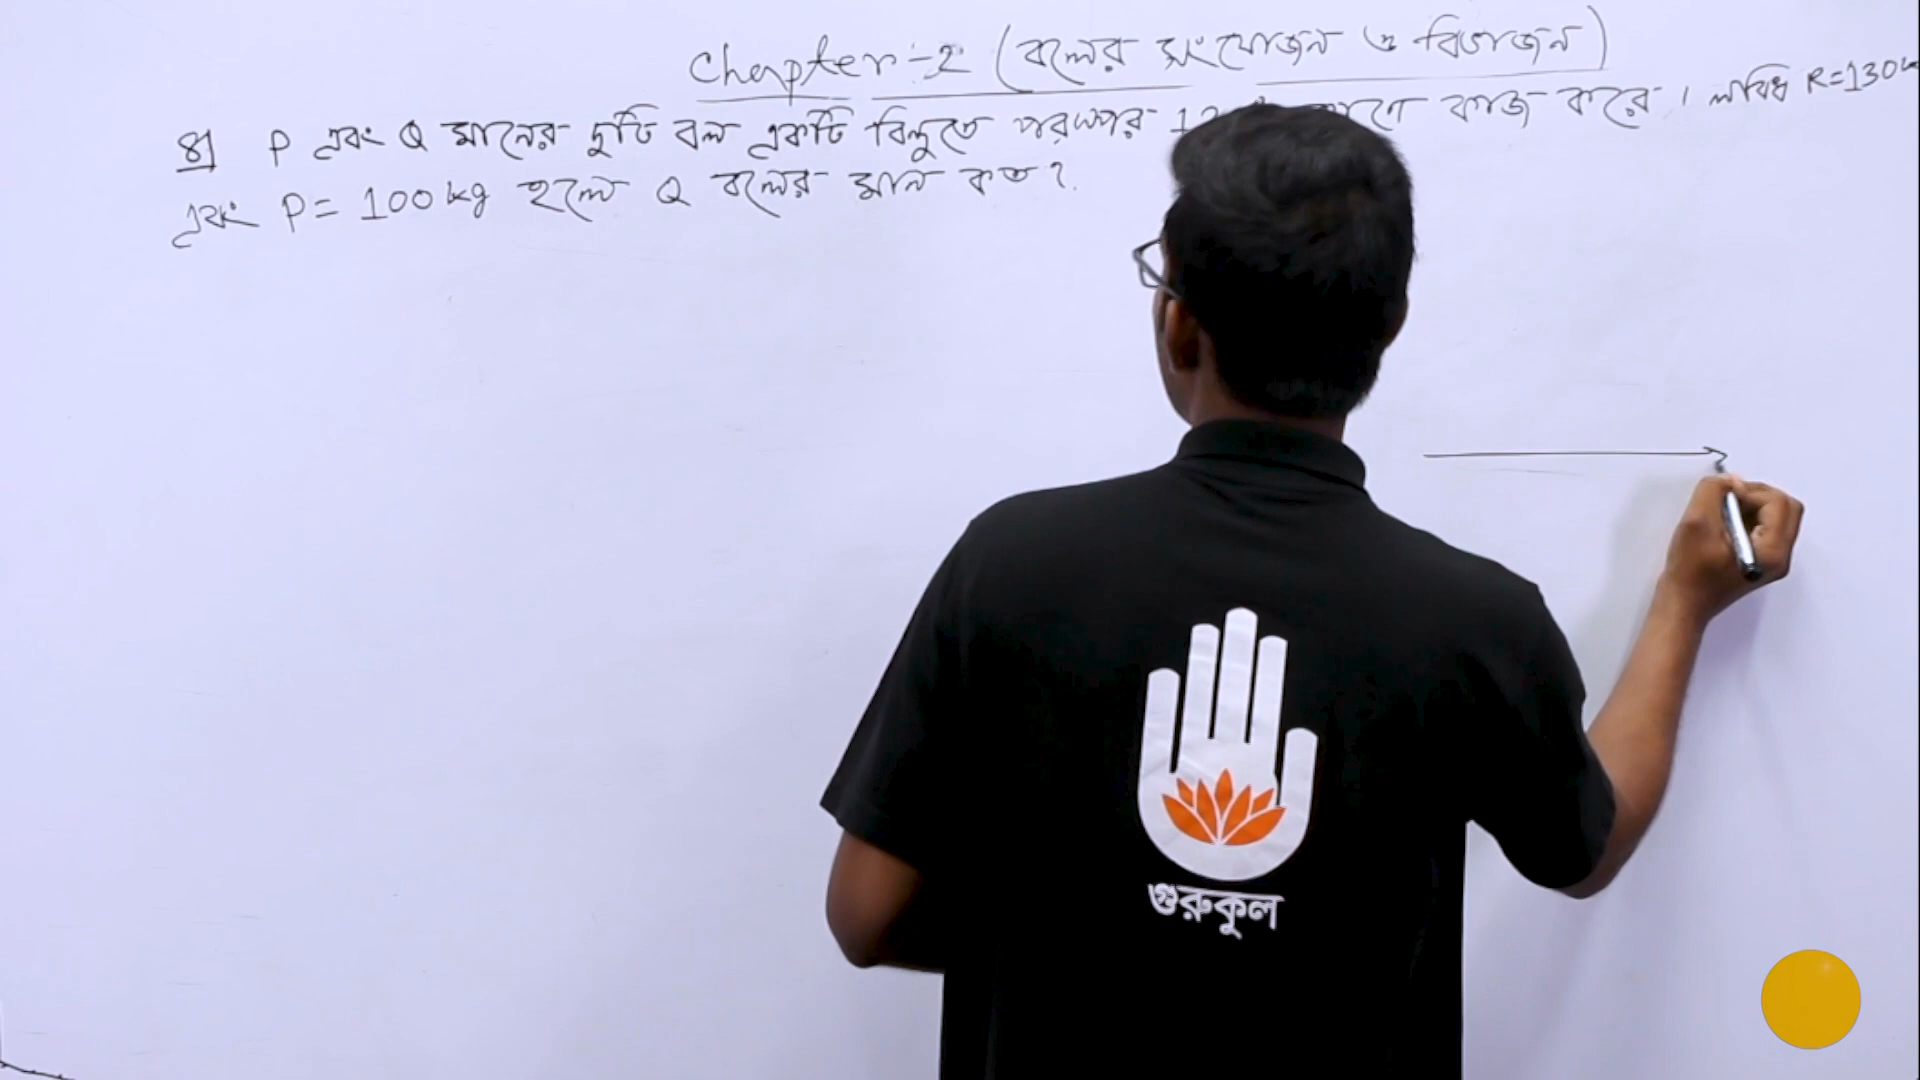 Chapter-2 (বলের সংযোজন ও বিভাজন)
8) P এবং Q মানের দুটি বল একটি বিন্দুতে পরস্পর কাজ করে। লব্ধি R=130
এবং P = 100 kg হলে Q বলের মান কত?
গুরুকুল